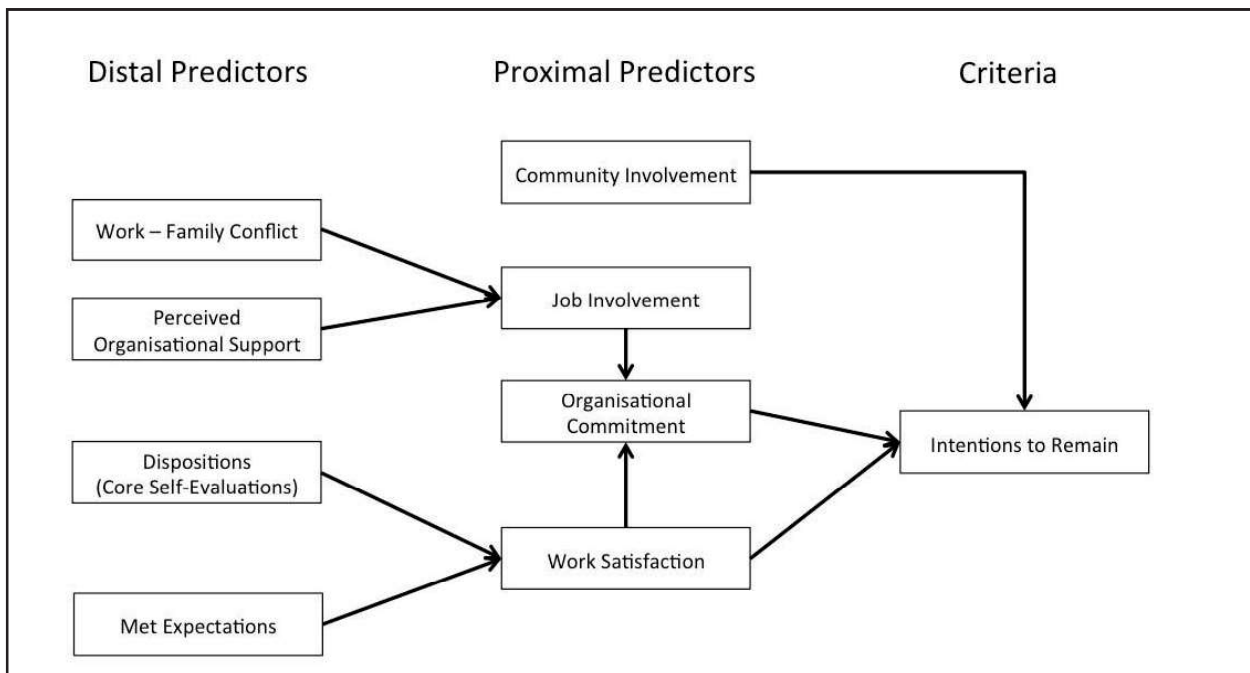 Distal Predictors
Proximal Predictors
Criteria
Community Involvement
Work – Family Conflict
Job Involvement
Perceived
Organisational Support
Organisational
Commitment
Intentions to Remain
Dispositions
(Core Self-Evaluations)
Work Satisfaction
Met Expectations